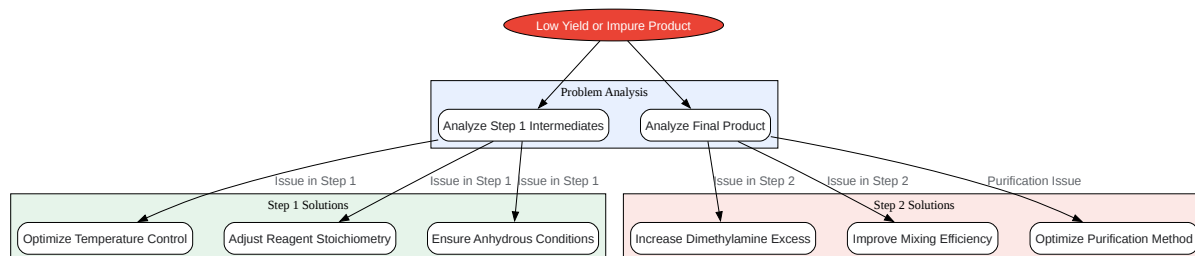 Low Yield or Impure Product
Problem Analysis
Analyze Step 1 Intermediates
Analyze Final Product
Issue in Step 1
Issue in Step 1
Issue in Step 1
Issue in Step 2
Issue in Step 2
Purification Issue
Step 1 Solutions
Step 2 Solutions
Optimize Temperature Control
Adjust Reagent Stoichiometry
Ensure Anhydrous Conditions
Increase Dimethylamine Excess
Improve Mixing Efficiency
Optimize Purification Method